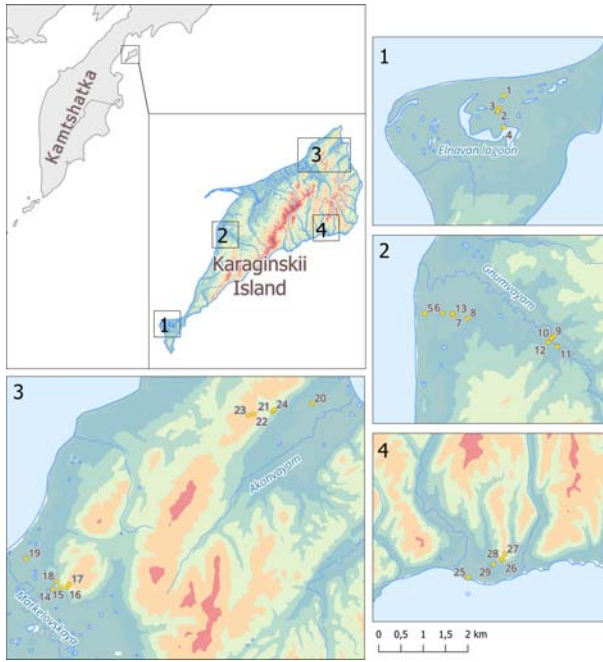 Kamtshatka
3
2
4
Karaginskii
Island
1
1
1
3
2
4
Elnavan lagoon
2
Ghumvayam
5 6 13
7 8
10 9
12 11
3
23 21 24 20
22
Akonvayam
19
18 17
14 15 16
Markelovskaya
4
28 27
25 29 26
0 0,5 1 2 km